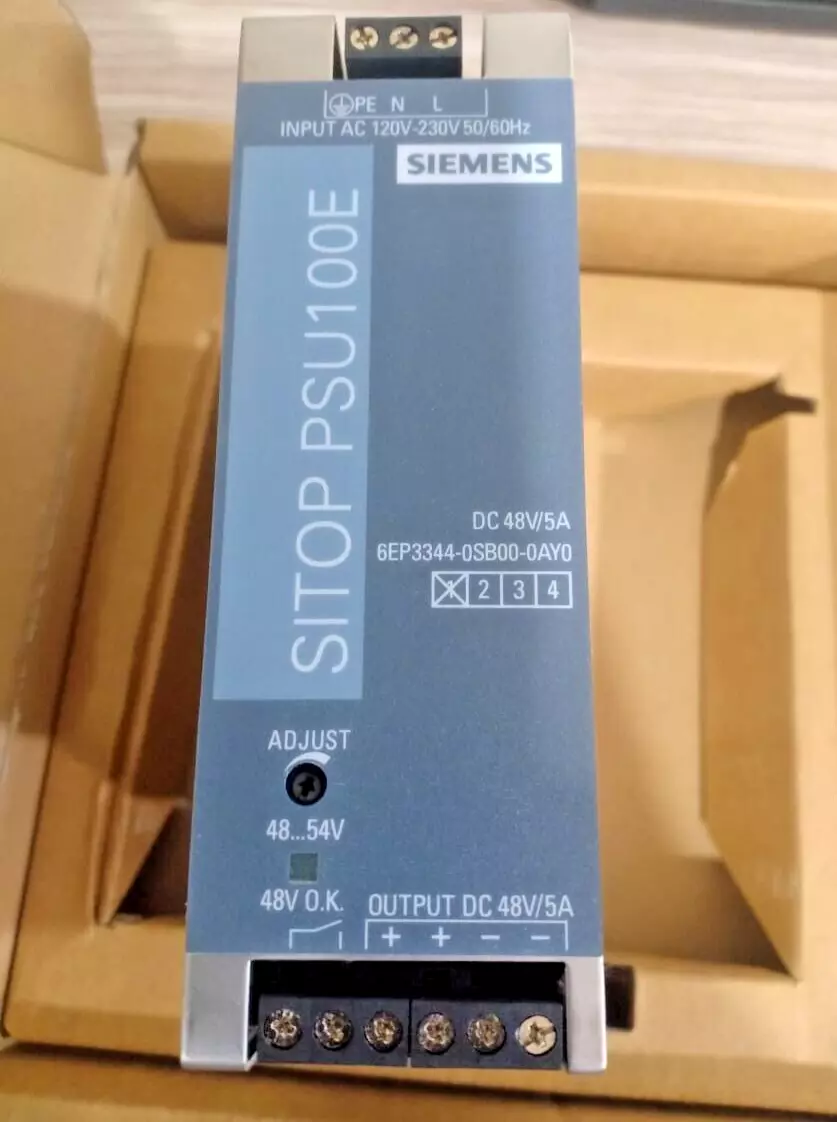 PE N L
INPUT AC 120V-230V 50/60Hz
SIEMENS
SITOP PSU100E
DC 48V/5A
6EP3344-0SB00-0AY0
1 2 3 4
ADJUST
48...54V
48V O.K.
OUTPUT DC 48V/5A
+ + − −